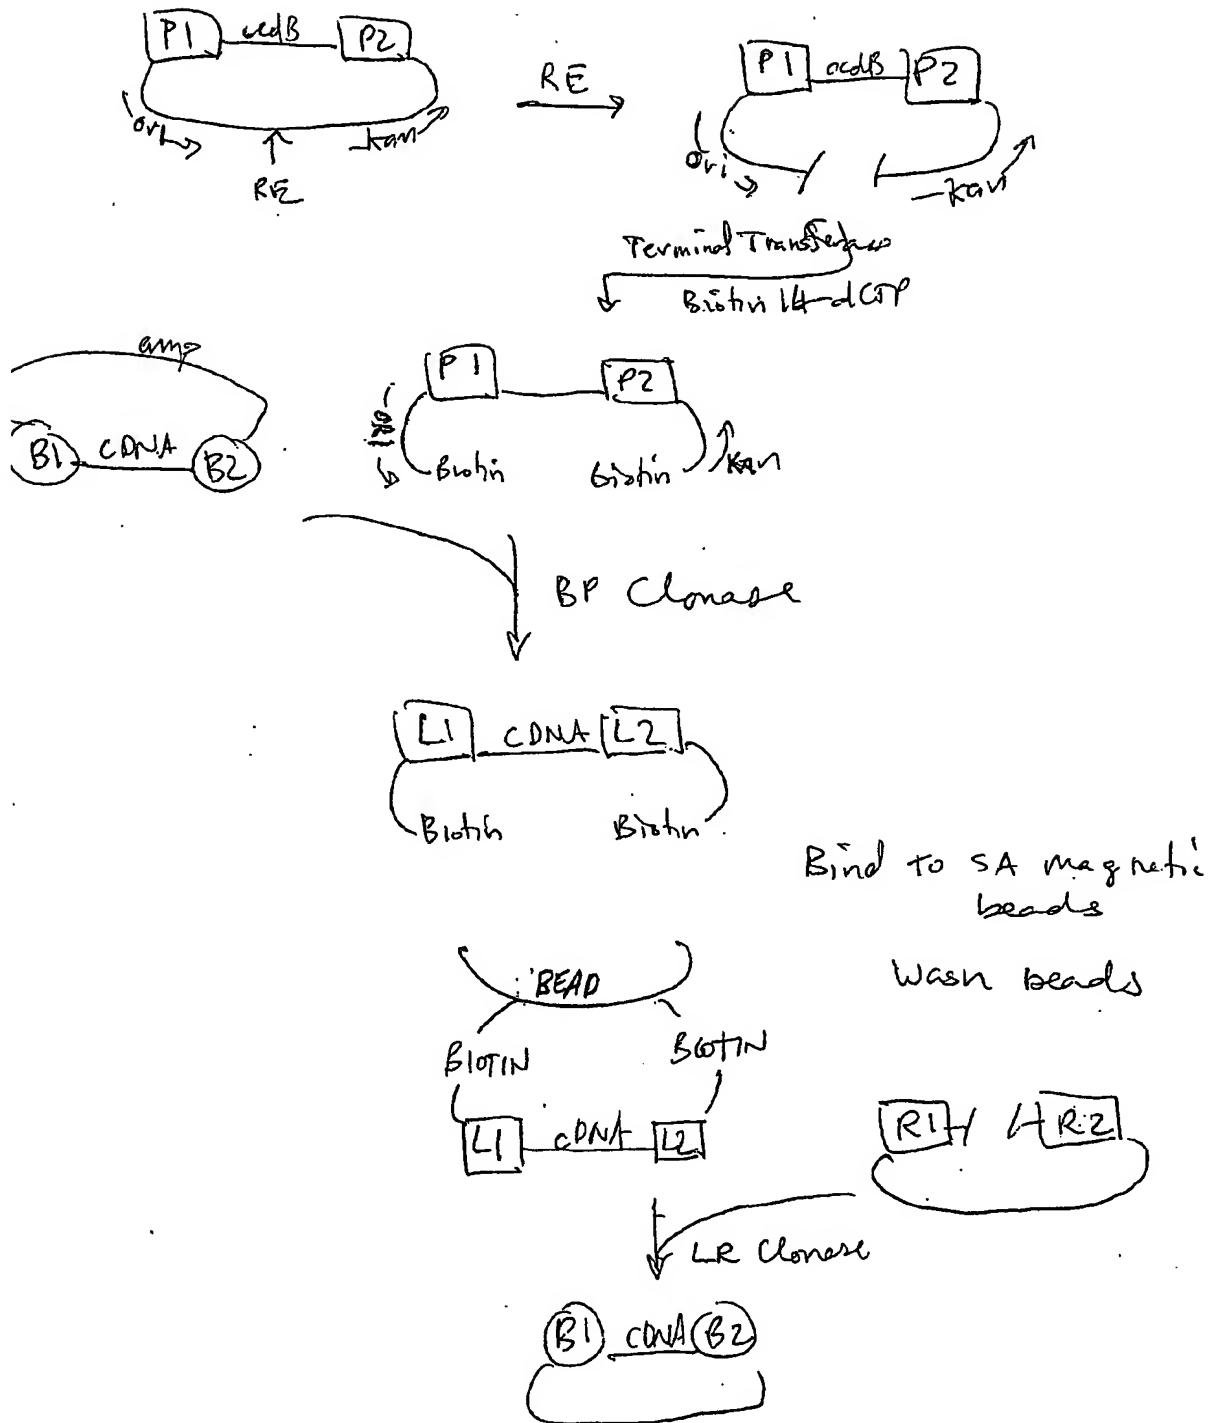 P1 ccdB P2
ori kan
RE
RE
P1 ccdB P2
Ori kan
Terminal Transferase
Biotin 14-dCTP
amp
B1 CDNA B2
P1 P2
ORI KAN
Biotin Biotin
BP Clonase
L1 CDNA L2
Biotin Biotin
Bind to SA magnetic
beads
Wash beads
BEAD
BIOTIN BIOTIN
L1 cDNA L2
R1 R2
LR Clonase
B1 CDNA B2